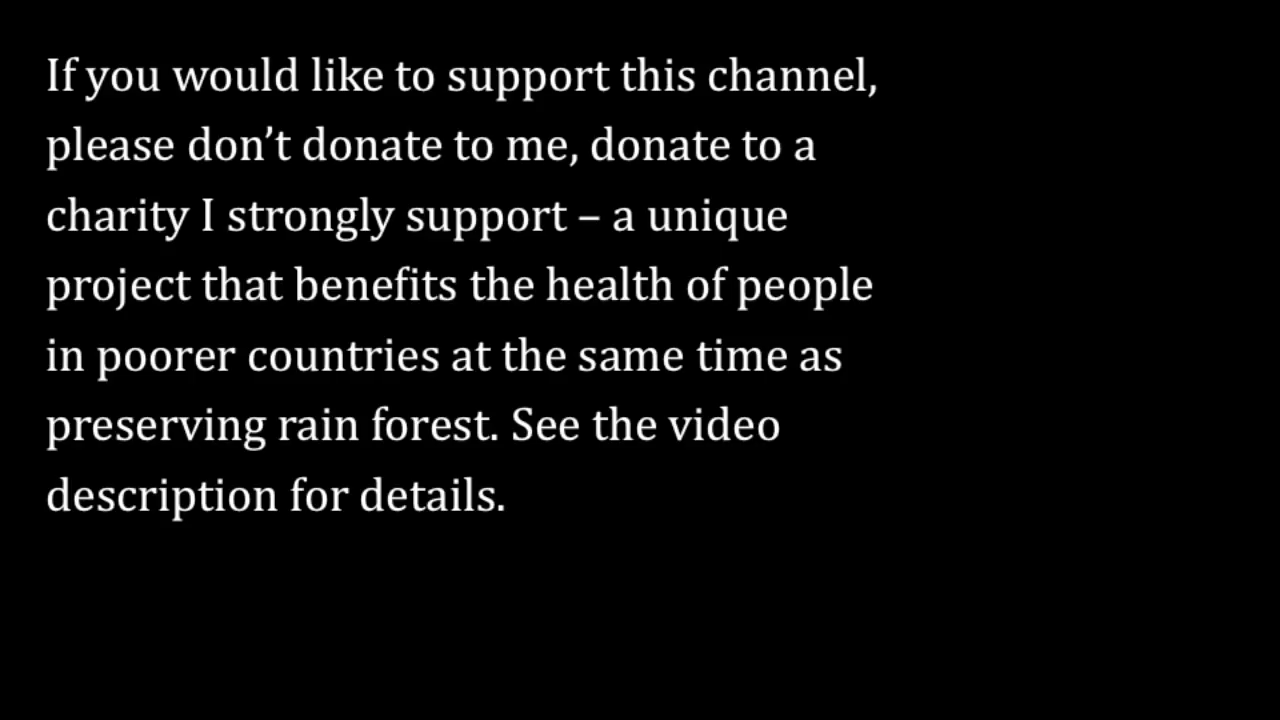 If you would like to support this channel,
please don’t donate to me, donate to a
charity I strongly support – a unique
project that benefits the health of people
in poorer countries at the same time as
preserving rain forest. See the video
description for details.